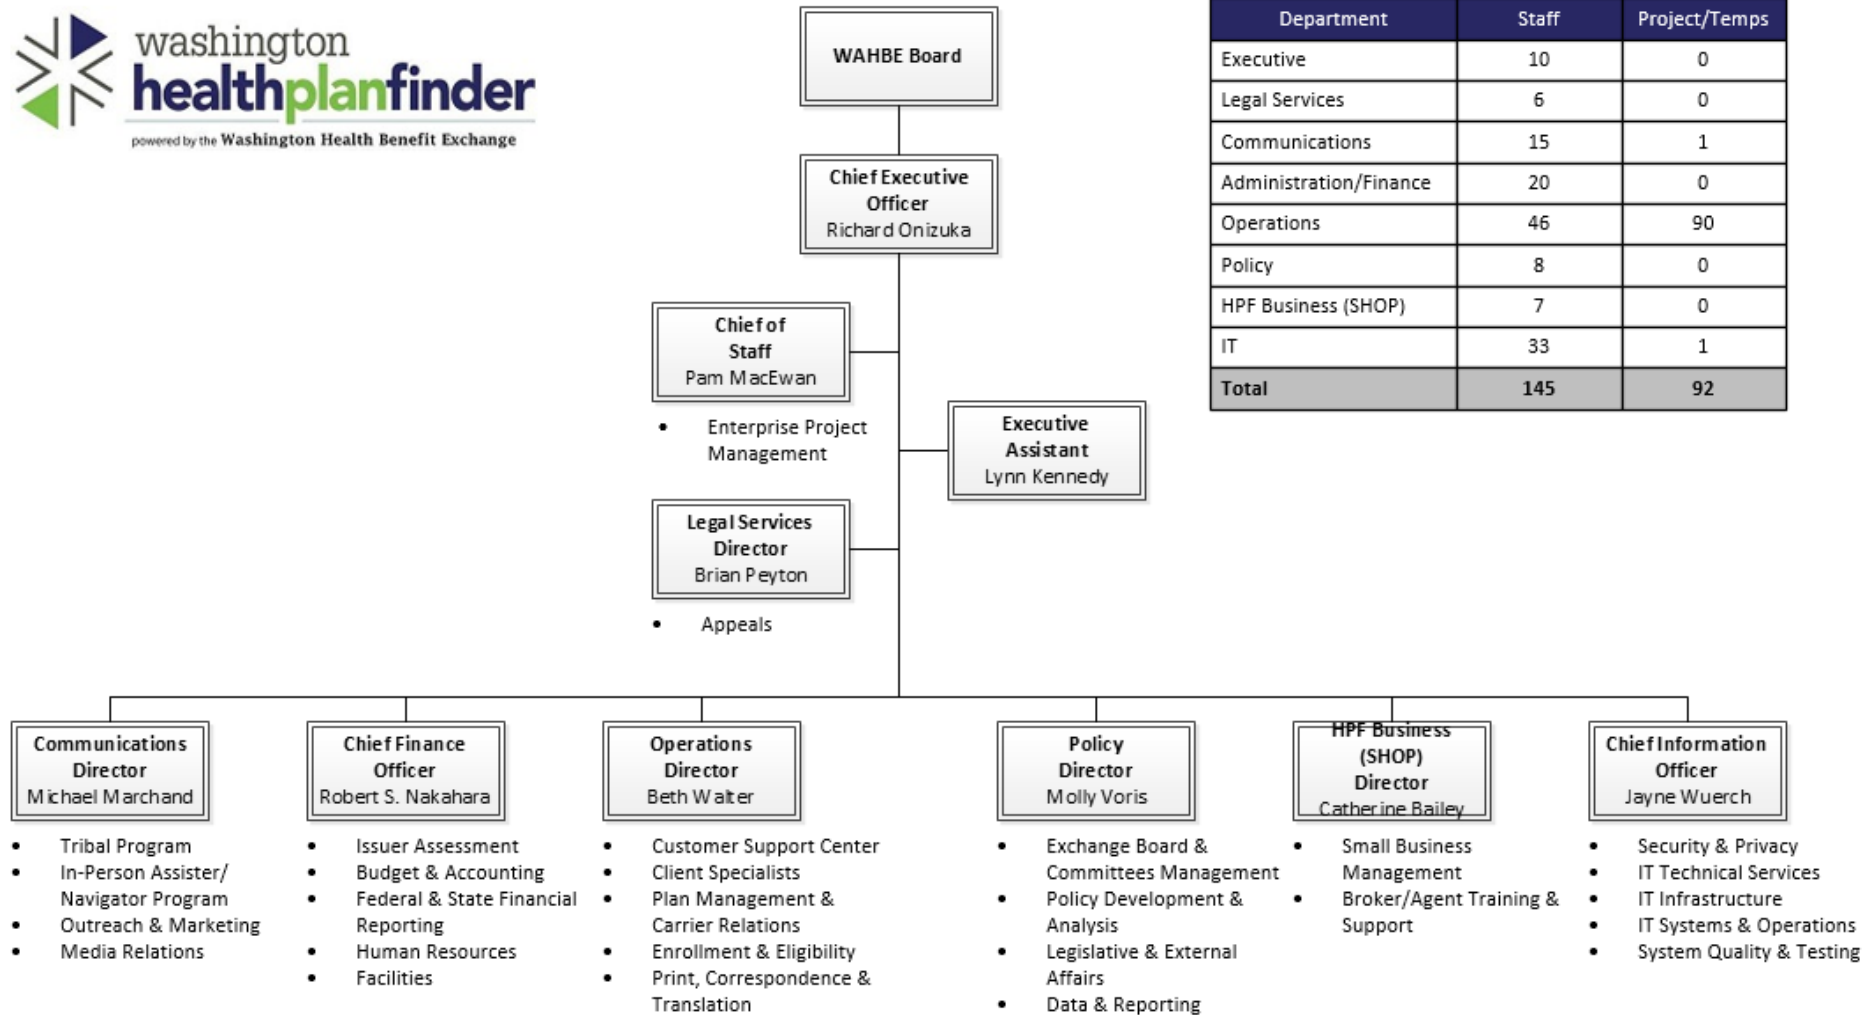 washington
healthplanfinder
powered by the Washington Health Benefit Exchange
WAHBE Board
Chief Executive
Officer
Richard Onizuka
Chief of
Staff
Pam MacEwan
• Enterprise Project
Management
Executive
Assistant
Lynn Kennedy
Legal Services
Director
Brian Peyton
• Appeals
Department Staff Project/Temps
Executive 10 0
Legal Services 6 0
Communications 15 1
Administration/Finance 20 0
Operations 46 90
Policy 8 0
HPF Business (SHOP) 7 0
IT 33 1
Total 145 92
Communications
Director
Michael Marchand
• Tribal Program
• In-Person Assister/
Navigator Program
• Outreach & Marketing
• Media Relations
Chief Finance
Officer
Robert S. Nakahara
• Issuer Assessment
• Budget & Accounting
• Federal & State Financial
Reporting
• Human Resources
• Facilities
Operations
Director
Beth Walter
• Customer Support Center
• Client Specialists
• Plan Management &
Carrier Relations
• Enrollment & Eligibility
• Print, Correspondence &
Translation
Policy
Director
Molly Voris
• Exchange Board &
Committees Management
• Policy Development &
Analysis
• Legislative & External
Affairs
• Data & Reporting
HPF Business
(SHOP)
Director
Catherine Bailey
• Small Business
Management
• Broker/Agent Training &
Support
Chief Information
Officer
Jayne Wuerch
• Security & Privacy
• IT Technical Services
• IT Infrastructure
• IT Systems & Operations
• System Quality & Testing